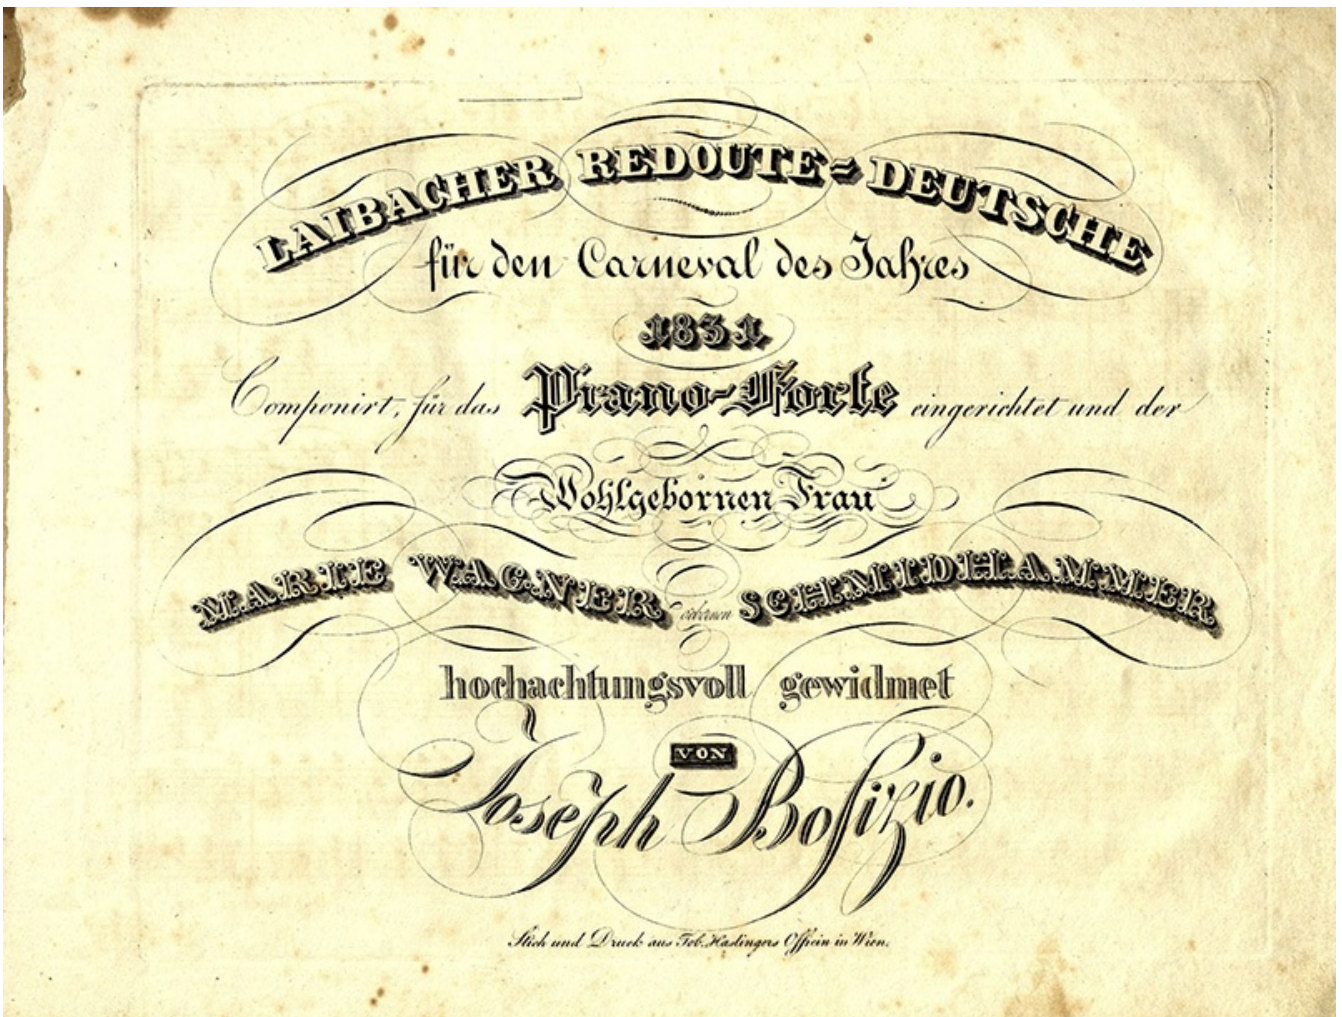 LAIBACHER REDOUTE=DEUTSCHE
für den Carneval des Jahres
1831
Componirt, für das Piano-Forte eingerichtet und der
Wohlgebornen Frau
MARIE WAGNER gebornen SCHMIDHAMMER
hochachtungsvoll gewidmet
VON
Joseph Bosizio.
Stich und Druck aus Tob. Haslingers Officin in Wien.